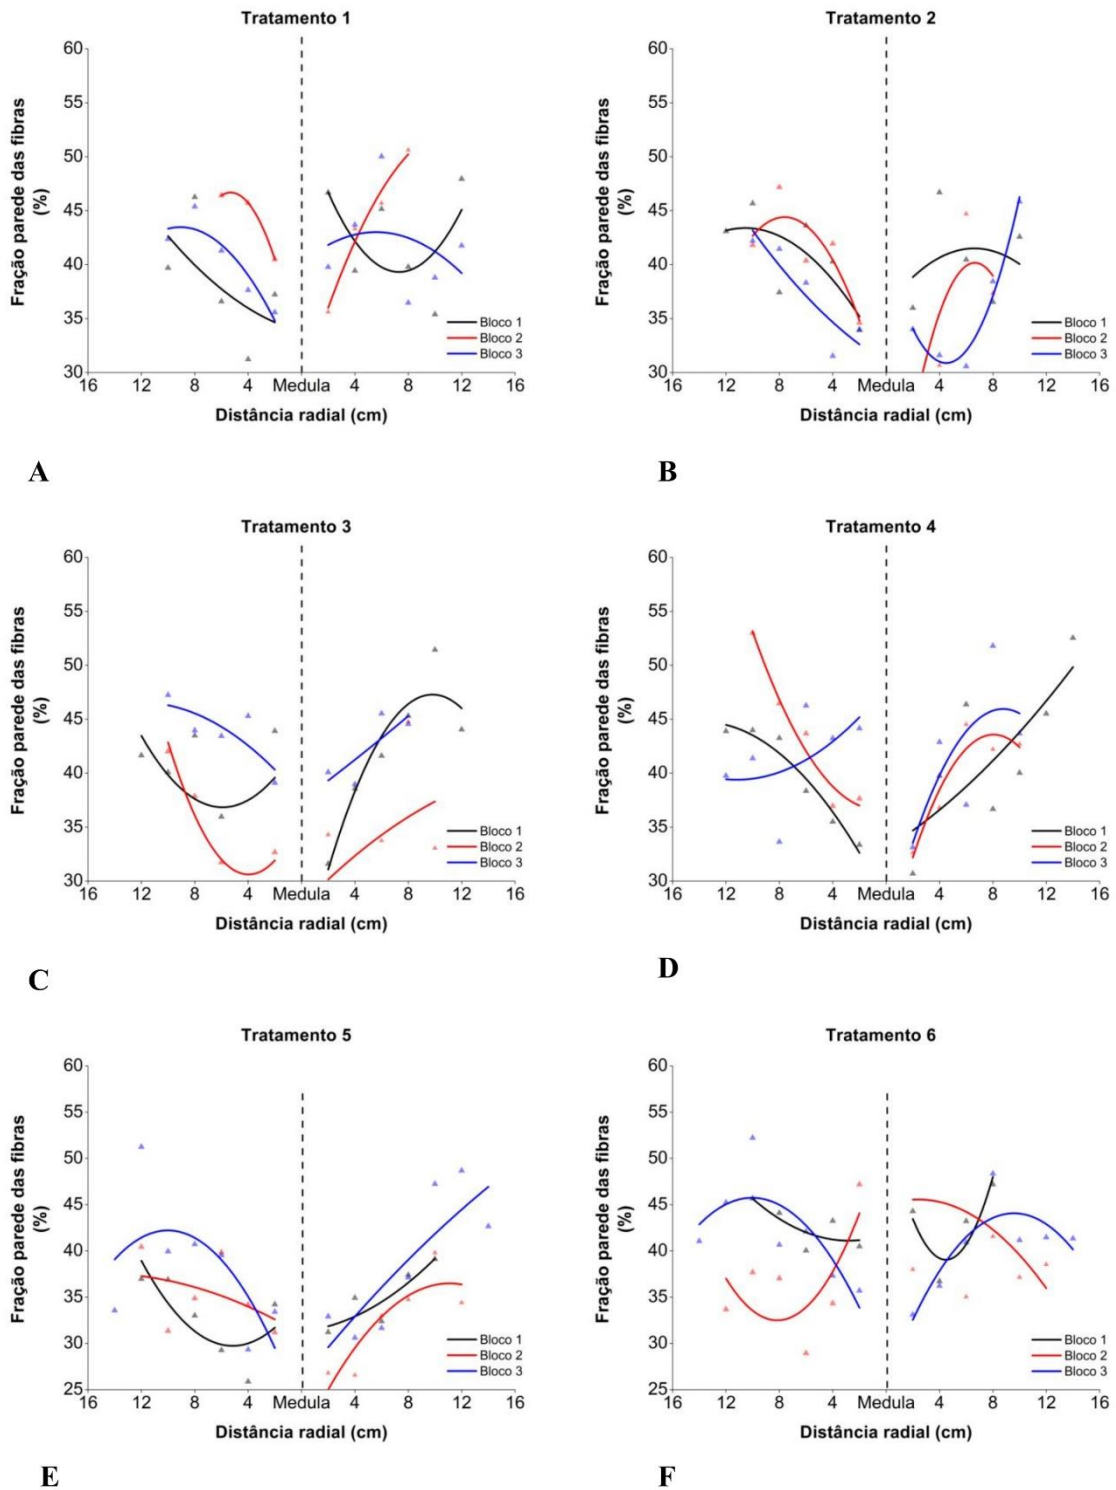 Tratamento 1
Fração parede das fibras
(%)
60
55
50
45
40
35
30
Bloco 1
Bloco 2
Bloco 3
16 12 8 4 Medula 4 8 12 16
Distância radial (cm)
A
Tratamento 2
Fração parede das fibras
(%)
60
55
50
45
40
35
30
Bloco 1
Bloco 2
Bloco 3
16 12 8 4 Medula 4 8 12 16
Distância radial (cm)
B
Tratamento 3
Fração parede das fibras
(%)
60
55
50
45
40
35
30
Bloco 1
Bloco 2
Bloco 3
16 12 8 4 Medula 4 8 12 16
Distância radial (cm)
C
Tratamento 4
Fração parede das fibras
(%)
60
55
50
45
40
35
30
Bloco 1
Bloco 2
Bloco 3
16 12 8 4 Medula 4 8 12 16
Distância radial (cm)
D
Tratamento 5
Fração parede das fibras
(%)
60
55
50
45
40
35
30
25
Bloco 1
Bloco 2
Bloco 3
16 12 8 4 Medula 4 8 12 16
Distância radial (cm)
E
Tratamento 6
Fração parede das fibras
(%)
60
55
50
45
40
35
30
25
Bloco 1
Bloco 2
Bloco 3
16 12 8 4 Medula 4 8 12 16
Distância radial (cm)
F